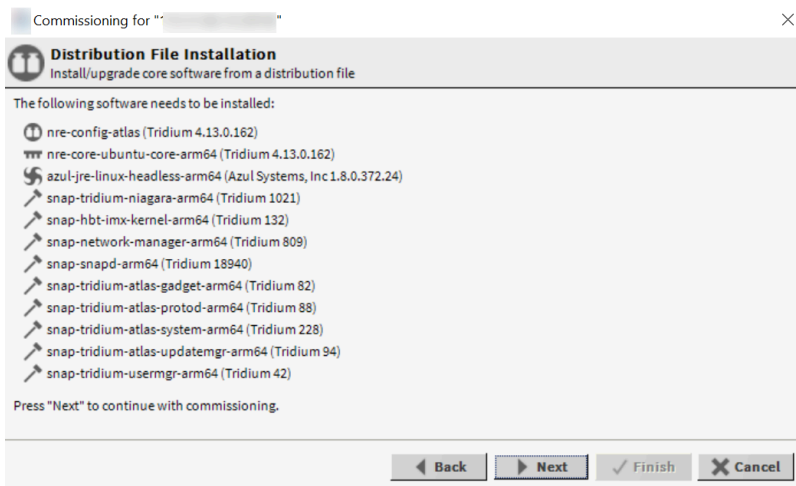 Commissioning for "
Distribution File Installation
Install/upgrade core software from a distribution file
The following software needs to be installed:
nre-config-atlas (Tridium 4.13.0.162)
nre-core-ubuntu-core-arm64 (Tridium 4.13.0.162)
azul-jre-linux-headless-arm64 (Azul Systems, Inc 1.8.0.372.24)
snap-tridium-niagara-arm64 (Tridium 1021)
snap-hbt-imx-kernel-arm64 (Tridium 132)
snap-network-manager-arm64 (Tridium 809)
snap-snapd-arm64 (Tridium 18940)
snap-tridium-atlas-gadget-arm64 (Tridium 82)
snap-tridium-atlas-protod-arm64 (Tridium 88)
snap-tridium-atlas-system-arm64 (Tridium 228)
snap-tridium-atlas-updatemgr-arm64 (Tridium 94)
snap-tridium-usermgr-arm64 (Tridium 42)
Press "Next" to continue with commissioning.
Back Next Finish Cancel